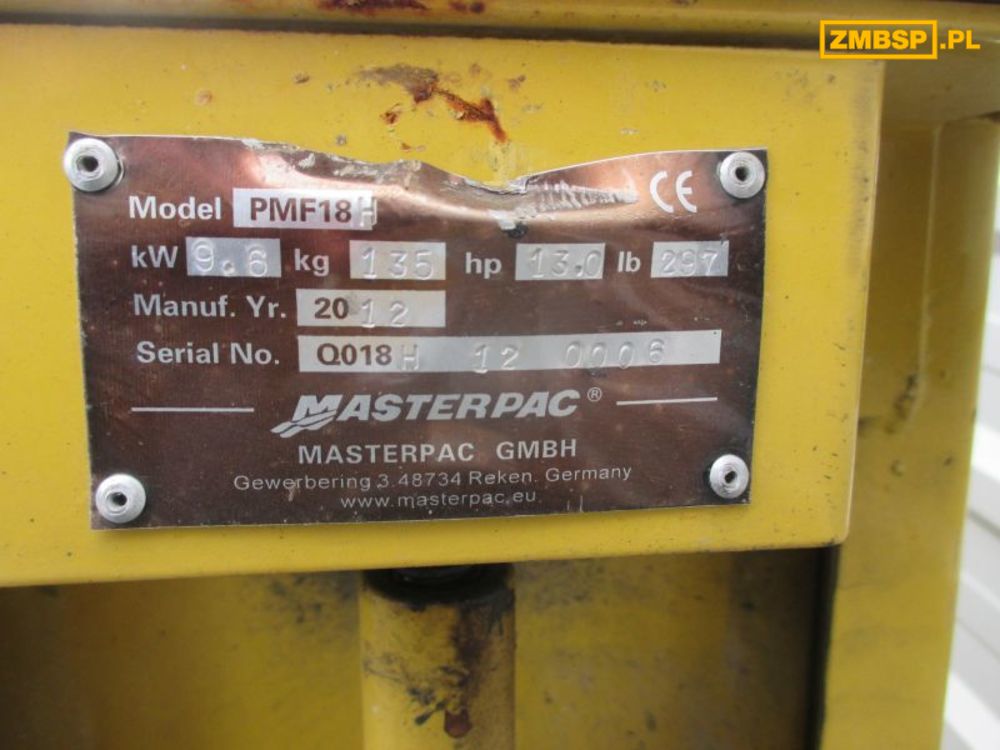 ZMBSP.PL
CE
Model PMF18H
kW 9.6 kg 135 hp 13.0 lb 297
Manuf. Yr. 2012
Serial No. Q018H 12 0006
MASTERPAC®
MASTERPAC GMBH
Gewerbering 3.48734 Reken. Germany
www.masterpac.eu